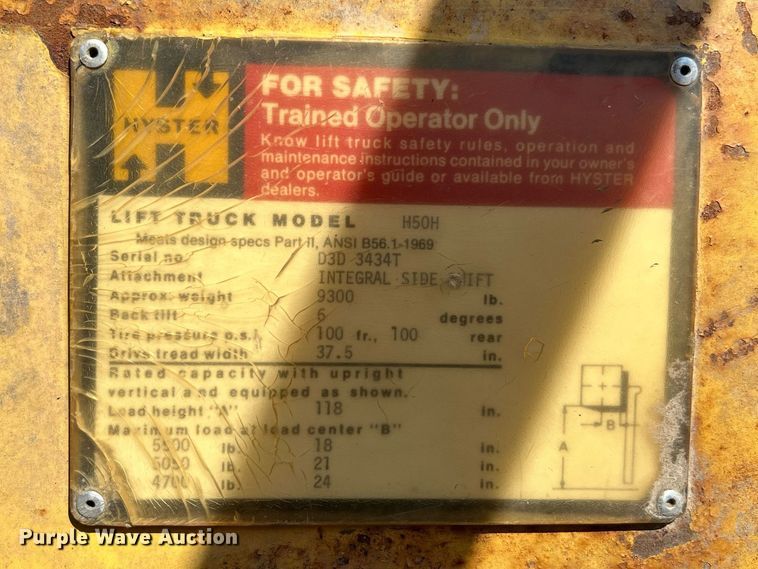 HYSTER
FOR SAFETY:
Trained Operator Only
Know lift truck safety rules, operation and
maintenance instructions contained in your owner's
and operator's guide or available from HYSTER
dealers.
LIFT TRUCK MODEL H50H
Meets design specs Part II, ANSI B56.1-1969
Serial no. D3D 3434T
Attachment INTEGRAL SIDE SHIFT
Approx. weight 9300 lb.
Back tilt 6 degrees
Tire pressure p.s.i. 100 fr., 100 rear
Drive tread width 37.5 in.
Rated capacity with upright
vertical and equipped as shown.
Load height "A" 118 in.
Maximum load at load center "B"
5500 lb. 18 in.
5050 lb. 21 in.
4700 lb. 24 in.
A
B
Purple Wave Auction